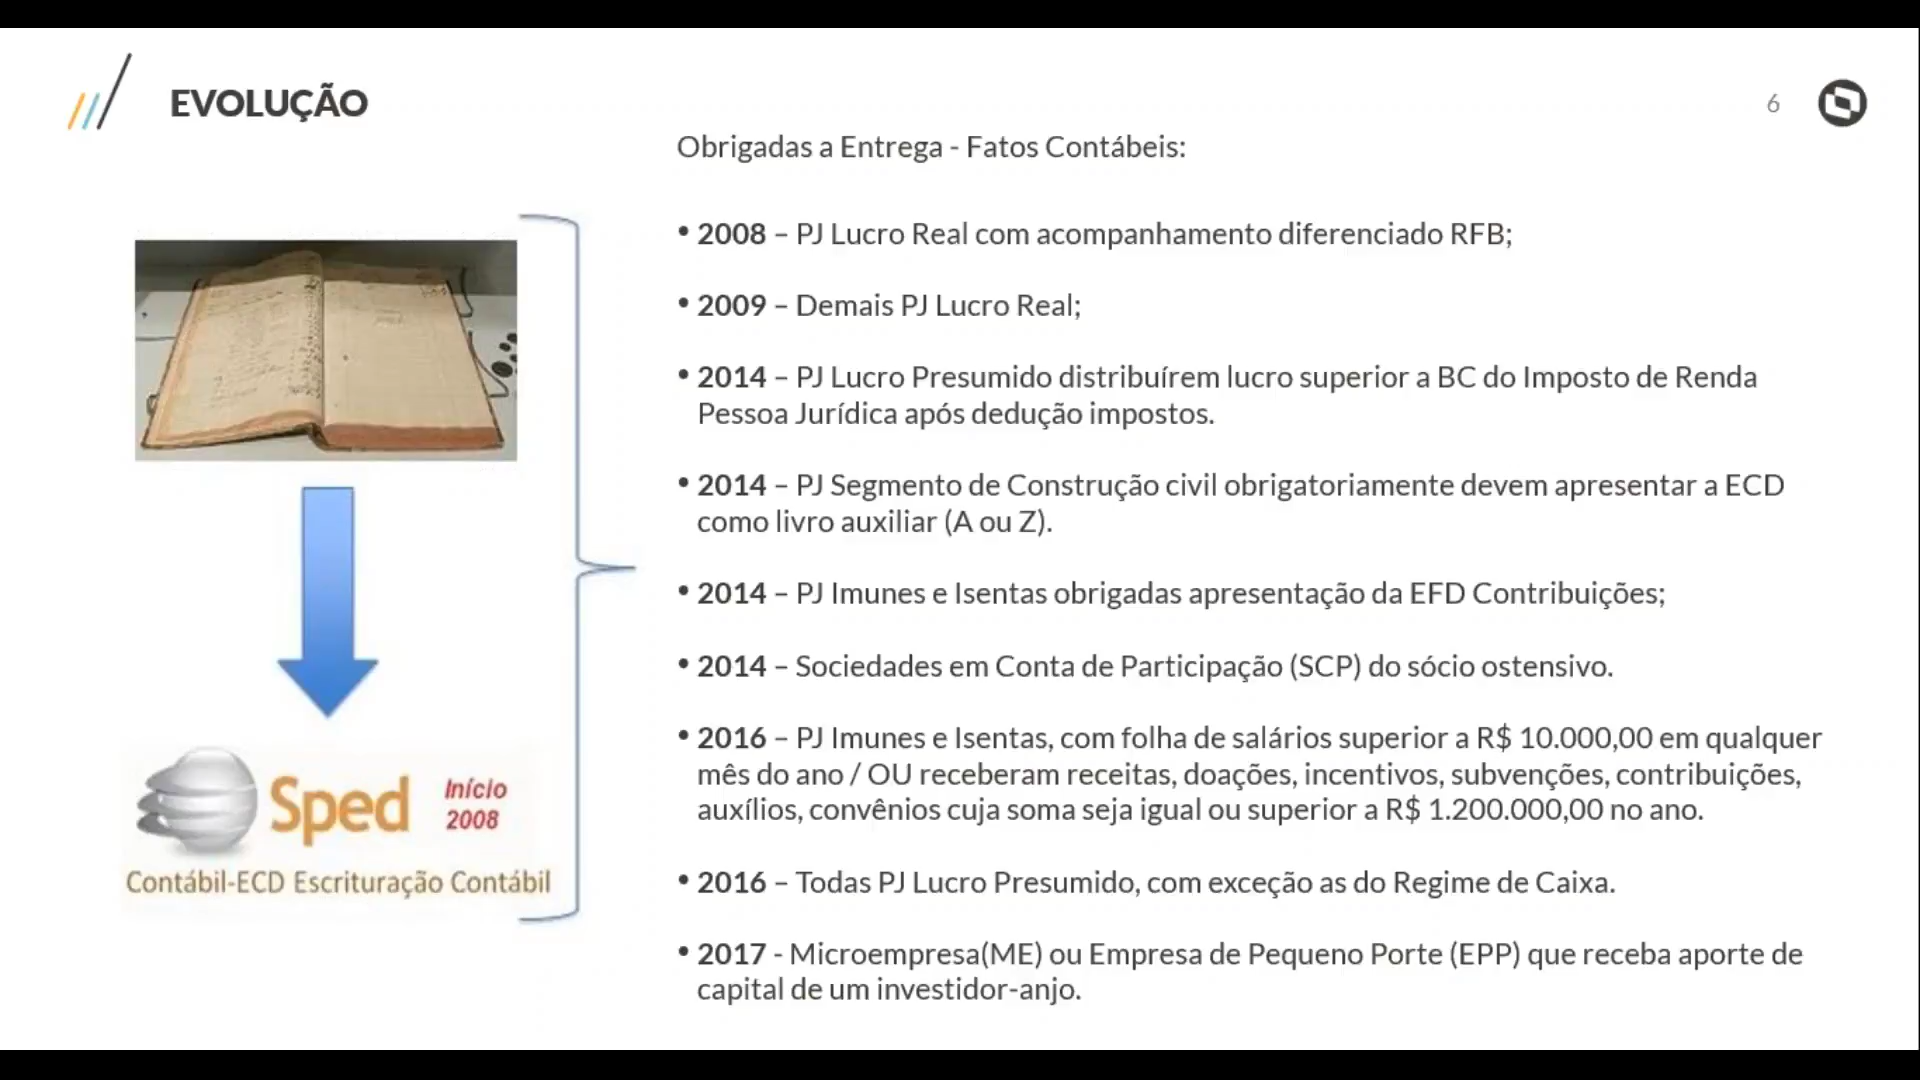 EVOLUÇÃO
6
Obrigadas a Entrega - Fatos Contábeis:
• 2008 – PJ Lucro Real com acompanhamento diferenciado RFB;
• 2009 – Demais PJ Lucro Real;
• 2014 – PJ Lucro Presumido distribuírem lucro superior a BC do Imposto de Renda
Pessoa Jurídica após dedução impostos.
• 2014 – PJ Segmento de Construção civil obrigatoriamente devem apresentar a ECD
como livro auxiliar (A ou Z).
• 2014 – PJ Imunes e Isentas obrigadas apresentação da EFD Contribuições;
• 2014 – Sociedades em Conta de Participação (SCP) do sócio ostensivo.
• 2016 – PJ Imunes e Isentas, com folha de salários superior a R$ 10.000,00 em qualquer
mês do ano / OU receberam receitas, doações, incentivos, subvenções, contribuições,
auxílios, convênios cuja soma seja igual ou superior a R$ 1.200.000,00 no ano.
• 2016 – Todas PJ Lucro Presumido, com exceção as do Regime de Caixa.
• 2017 - Microempresa(ME) ou Empresa de Pequeno Porte (EPP) que receba aporte de
capital de um investidor-anjo.
Sped
Início
2008
Contábil-ECD Escrituração Contábil